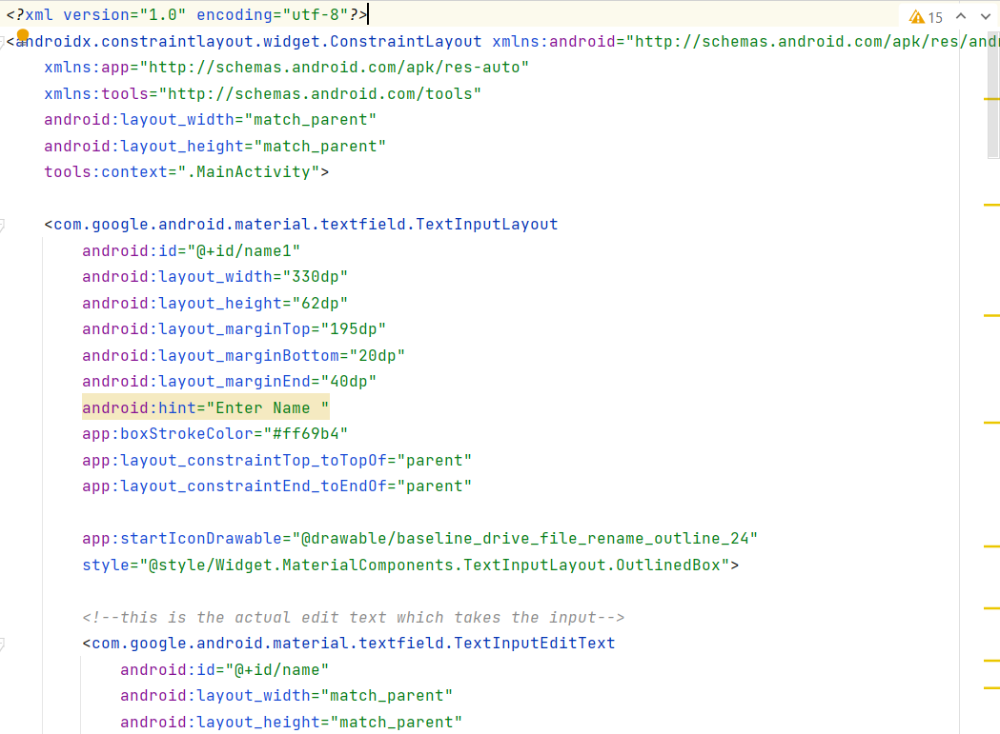 <?xml version="1.0" encoding="utf-8"?>
15
<androidx.constraintlayout.widget.ConstraintLayout xmlns:android="http://schemas.android.com/apk/res/andr
    xmlns:app="http://schemas.android.com/apk/res-auto"
    xmlns:tools="http://schemas.android.com/tools"
    android:layout_width="match_parent"
    android:layout_height="match_parent"
    tools:context=".MainActivity">

    <com.google.android.material.textfield.TextInputLayout
        android:id="@+id/name1"
        android:layout_width="330dp"
        android:layout_height="62dp"
        android:layout_marginTop="195dp"
        android:layout_marginBottom="20dp"
        android:layout_marginEnd="40dp"
        android:hint="Enter Name "
        app:boxStrokeColor="#ff69b4"
        app:layout_constraintTop_toTopOf="parent"
        app:layout_constraintEnd_toEndOf="parent"

        app:startIconDrawable="@drawable/baseline_drive_file_rename_outline_24"
        style="@style/Widget.MaterialComponents.TextInputLayout.OutlinedBox">

        <!--this is the actual edit text which takes the input-->
        <com.google.android.material.textfield.TextInputEditText
            android:id="@+id/name"
            android:layout_width="match_parent"
            android:layout_height="match_parent"